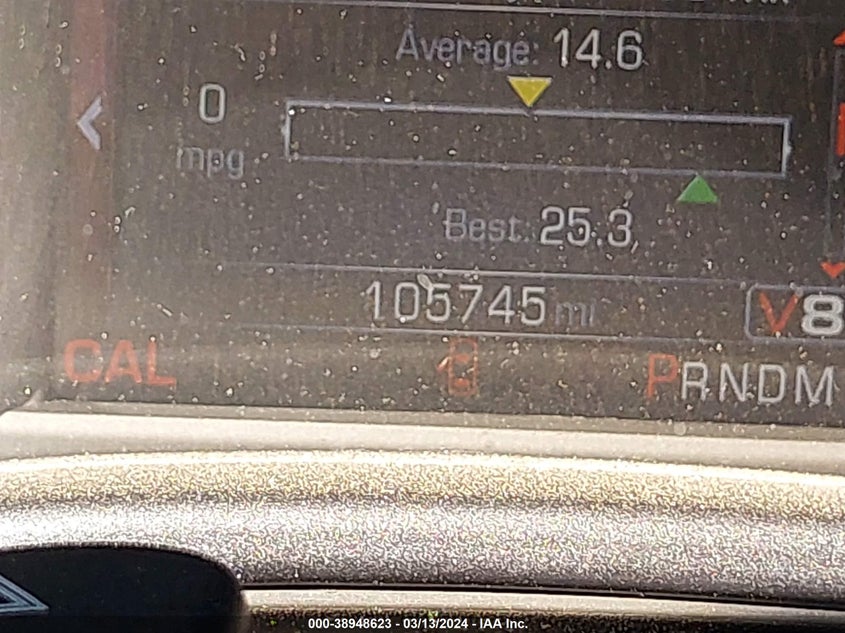 Average: 14.6
0
mpg
Best: 25.3
105745 mi
V8
CAL
PRNDM
000-38948623 - 03/13/2024 - IAA Inc.